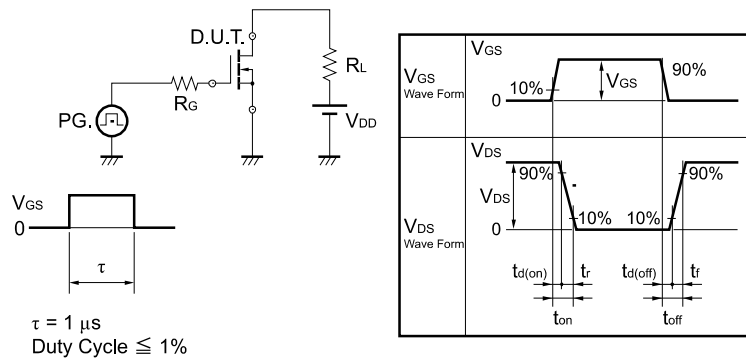 D.U.T.
RL
RG
PG.
VDD
VGS
0
τ
τ = 1 μs
Duty Cycle ≦ 1%
VGS
Wave Form
VGS
10%
VGS
90%
0
VDS
Wave Form
VDS
90%
VDS
90%
10%
10%
0
td(on)
tr
td(off)
tf
ton
toff